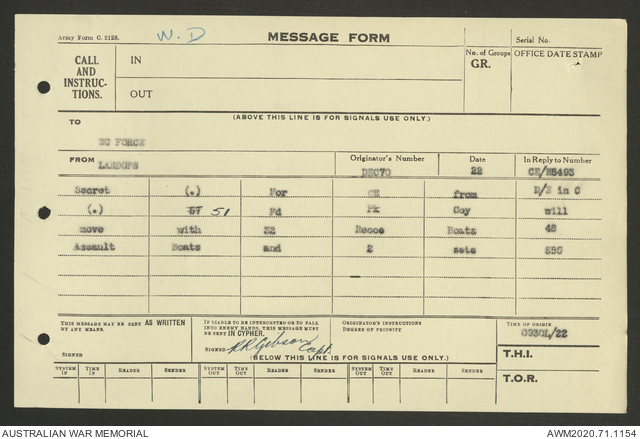 Army Form C. 2128.
W.D
MESSAGE FORM
Serial No.
CALL AND INSTRUC-TIONS.
IN
OUT
No. of Groups GR.
OFFICE DATE STAMP
(ABOVE THIS LINE IS FOR SIGNALS USE ONLY.)
TO
NG FORCE
FROM LANDOPS
Originator's Number DEC70
Date 22
In Reply to Number CE/E5493
Secret (.) For CE from D/E in C
(.) 57 51 Fd Pk Coy will
move with 32 Recce Boats 48
Assault Boats and 2 sets SBG
THIS MESSAGE MAY BE SENT AS WRITTEN BY ANY MEANS.
SIGNED
IF LIABLE TO BE INTERCEPTED OR TO FALL INTO ENEMY HANDS, THIS MESSAGE MUST BE SENT IN CYPHER.
SIGNED RRGibson Capt.
ORIGINATOR'S INSTRUCTIONS DEGREE OF PRIORITY
TIME OF ORIGIN
0930L/22
T.H.I.
T.O.R.
(BELOW THIS LINE IS FOR SIGNALS USE ONLY.)
SYSTEM IN TIME IN READER SENDER SYSTEM OUT TIME OUT READER SENDER SYSTEM OUT TIME OUT READER SENDER
AUSTRALIAN WAR MEMORIAL
AWM2020.71.1154